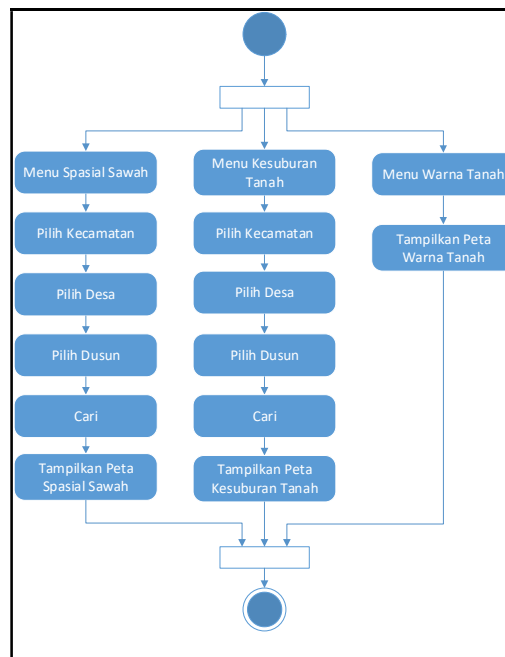 Menu Spasial Sawah
Pilih Kecamatan
Pilih Desa
Pilih Dusun
Cari
Tampilkan Peta
Spasial Sawah
Menu Kesuburan
Tanah
Pilih Kecamatan
Pilih Desa
Pilih Dusun
Cari
Tampilkan Peta
Kesuburan Tanah
Menu Warna Tanah
Tampilkan Peta
Warna Tanah